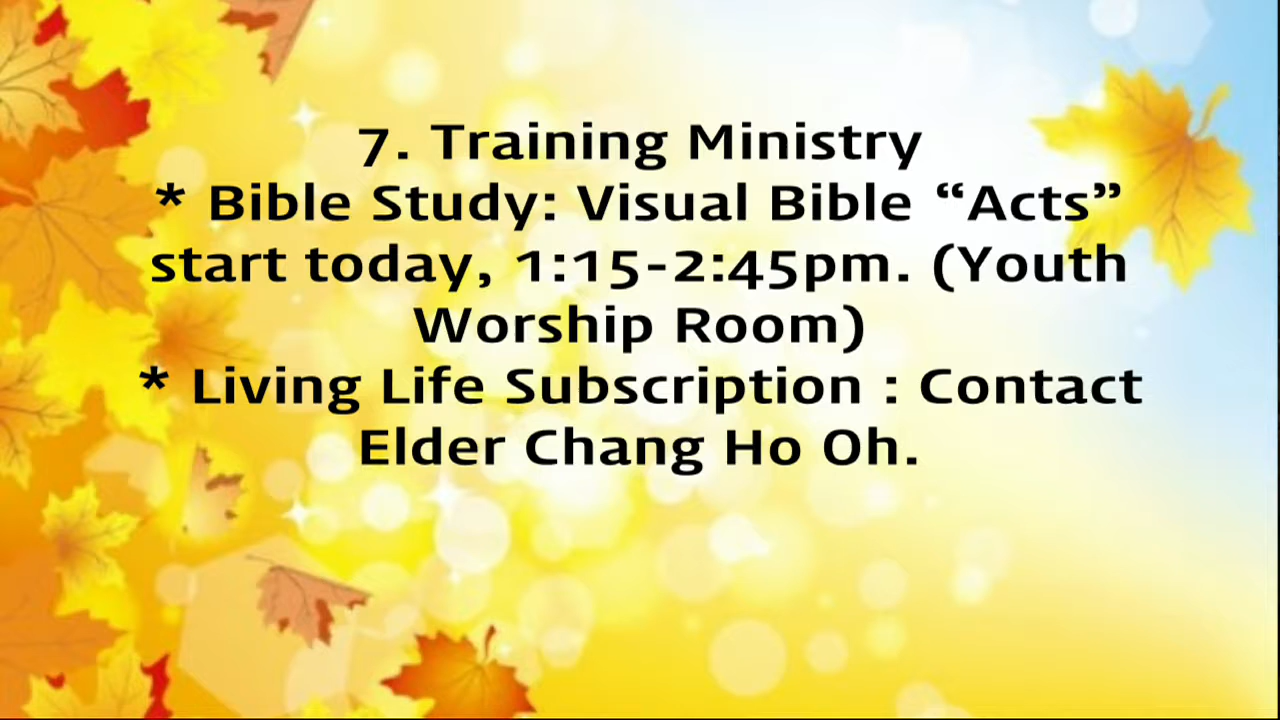 7. Training Ministry
* Bible Study: Visual Bible “Acts”
start today, 1:15-2:45pm. (Youth
Worship Room)
* Living Life Subscription : Contact
Elder Chang Ho Oh.